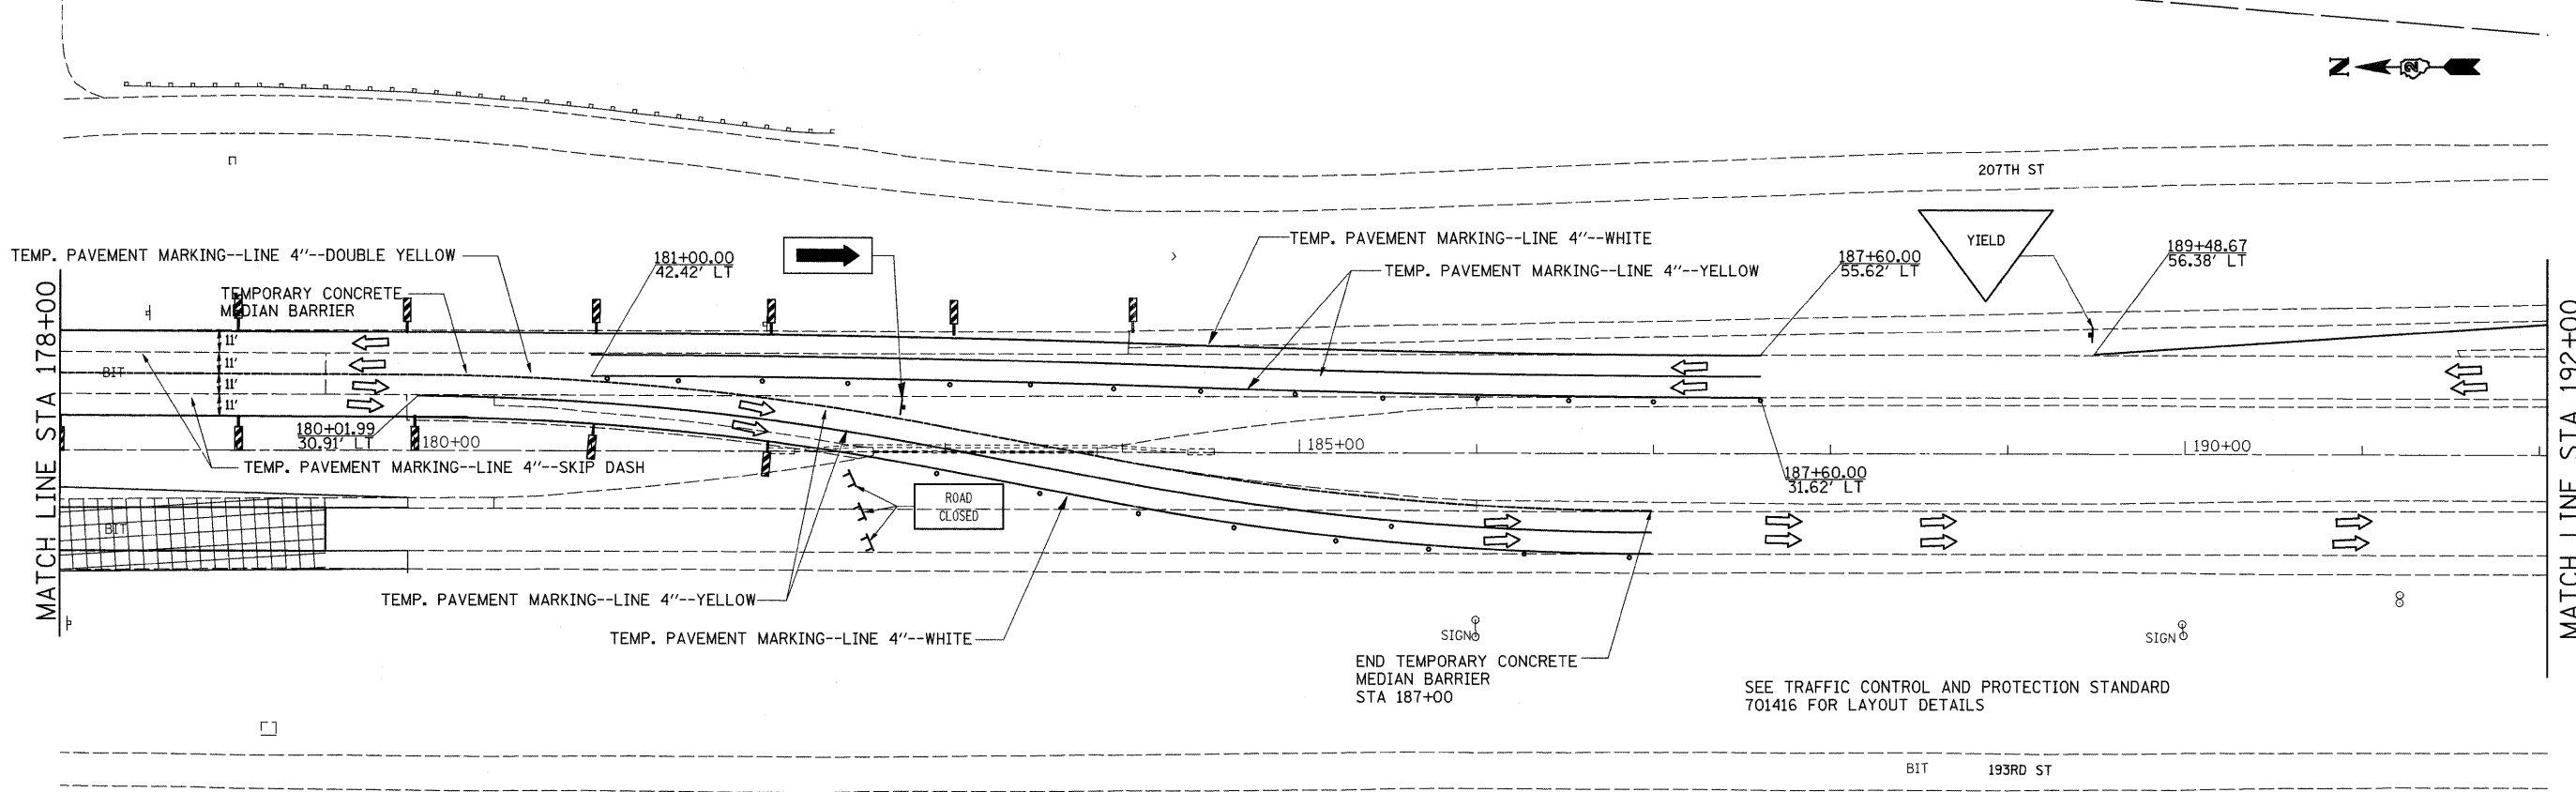 N
207TH ST
YIELD
189+48.67
56.38' LT
TEMP. PAVEMENT MARKING--LINE 4''--WHITE
187+60.00
55.62' LT
TEMP. PAVEMENT MARKING--LINE 4''--DOUBLE YELLOW
181+00.00
42.42' LT
TEMP. PAVEMENT MARKING--LINE 4''--YELLOW
TEMPORARY CONCRETE
MEDIAN BARRIER
MATCH LINE STA 178+00
MATCH LINE STA 192+00
11'
11'
11'
11'
BIT
180+01.99
30.91' LT
180+00
185+00
190+00
TEMP. PAVEMENT MARKING--LINE 4''--SKIP DASH
187+60.00
31.62' LT
ROAD
CLOSED
BIT
TEMP. PAVEMENT MARKING--LINE 4''--YELLOW
TEMP. PAVEMENT MARKING--LINE 4''--WHITE
SIGN
SIGN
END TEMPORARY CONCRETE
MEDIAN BARRIER
STA 187+00
SEE TRAFFIC CONTROL AND PROTECTION STANDARD
701416 FOR LAYOUT DETAILS
BIT
193RD ST